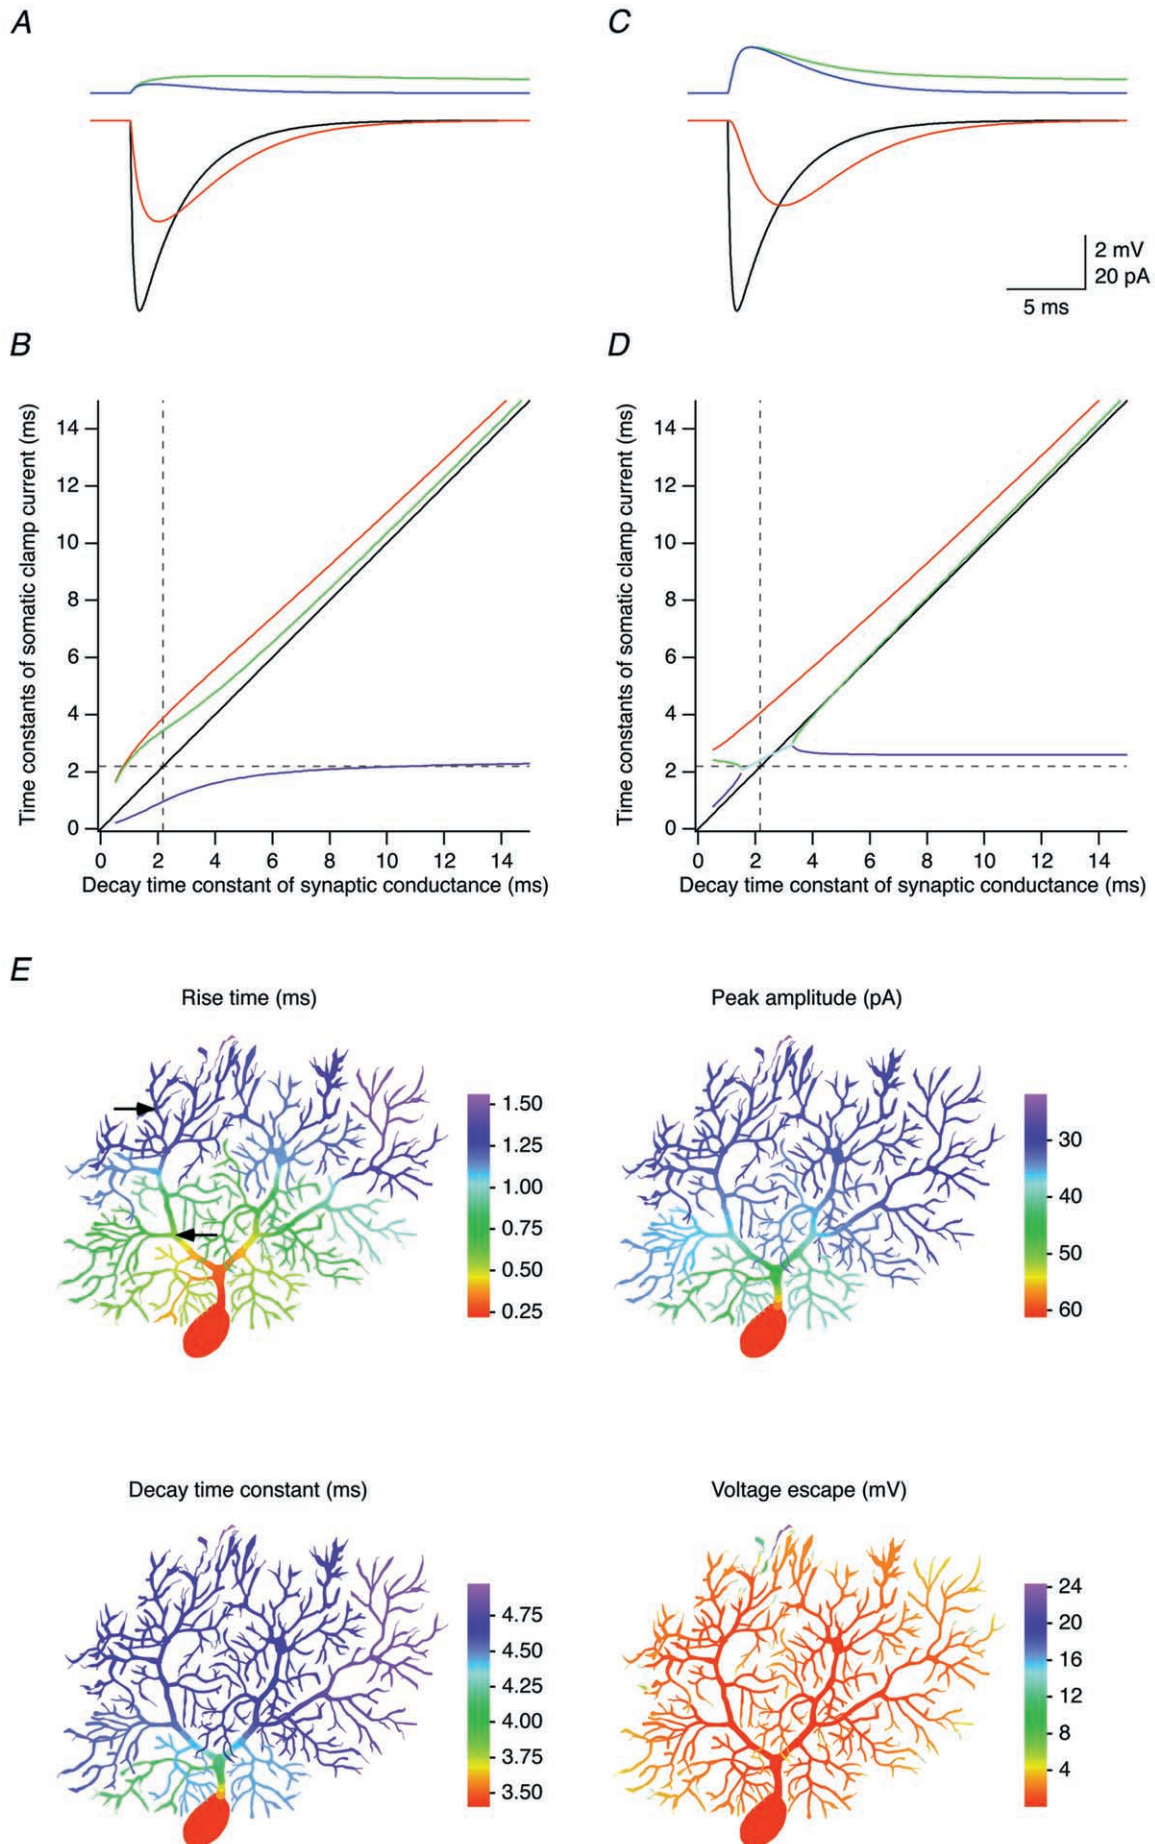 A
C
2 mV
20 pA
5 ms
B
D
Time constants of somatic clamp current (ms)
14
12
10
8
6
4
2
0
0 2 4 6 8 10 12 14
Decay time constant of synaptic conductance (ms)
Time constants of somatic clamp current (ms)
14
12
10
8
6
4
2
0
0 2 4 6 8 10 12 14
Decay time constant of synaptic conductance (ms)
E
Rise time (ms)
1.50
1.25
1.00
0.75
0.50
0.25
Peak amplitude (pA)
30
40
50
60
Decay time constant (ms)
4.75
4.50
4.25
4.00
3.75
3.50
Voltage escape (mV)
24
20
16
12
8
4